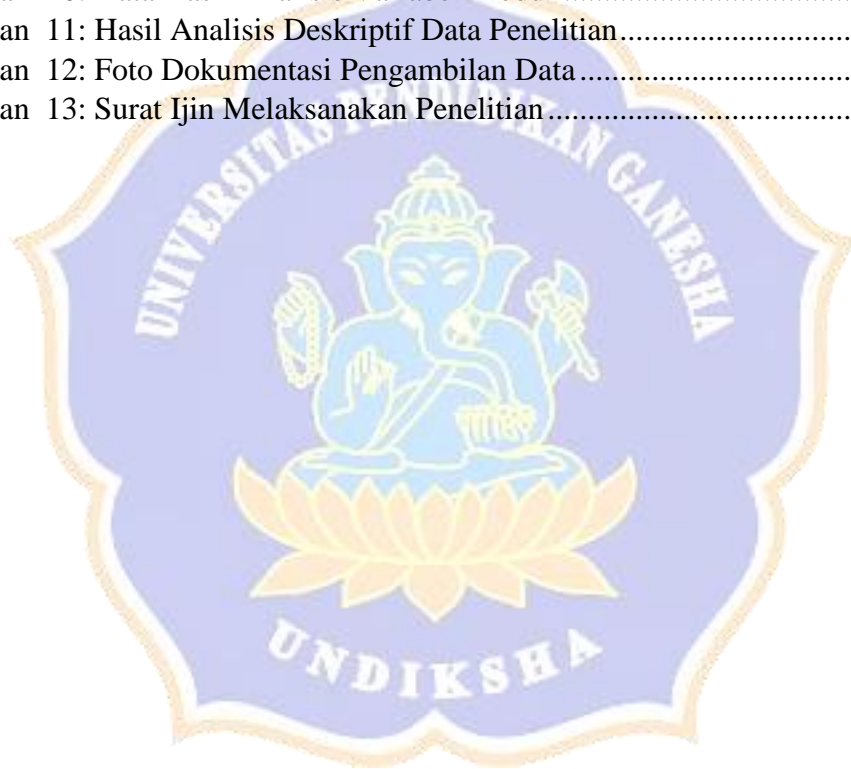 an 11: Hasil Analisis Deskriptif Data Penelitian.............................
an 12: Foto Dokumentasi Pengambilan Data..................................
an 13: Surat Ijin Melaksanakan Penelitian......................................
UNIVERSITAS PENDIDIKAN GANESHA
UNDIKSHA